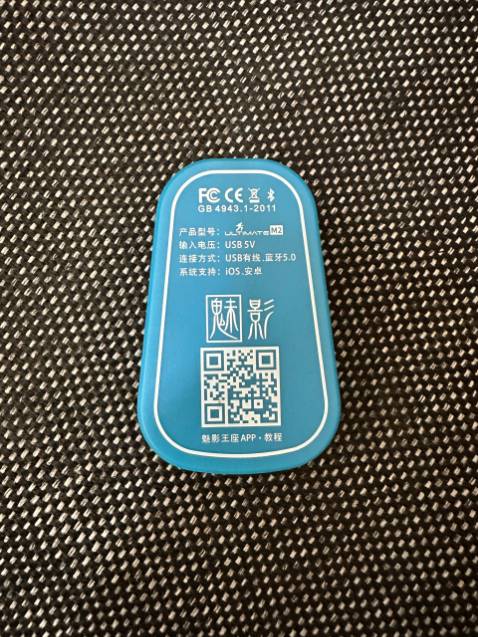 FC CE
GB 4943.1-2011
产品型号: ULTIMATE M2
输入电压: USB 5V
连接方式: USB有线.蓝牙5.0
系统支持: iOS.安卓
魅影
魅影王座APP·教程